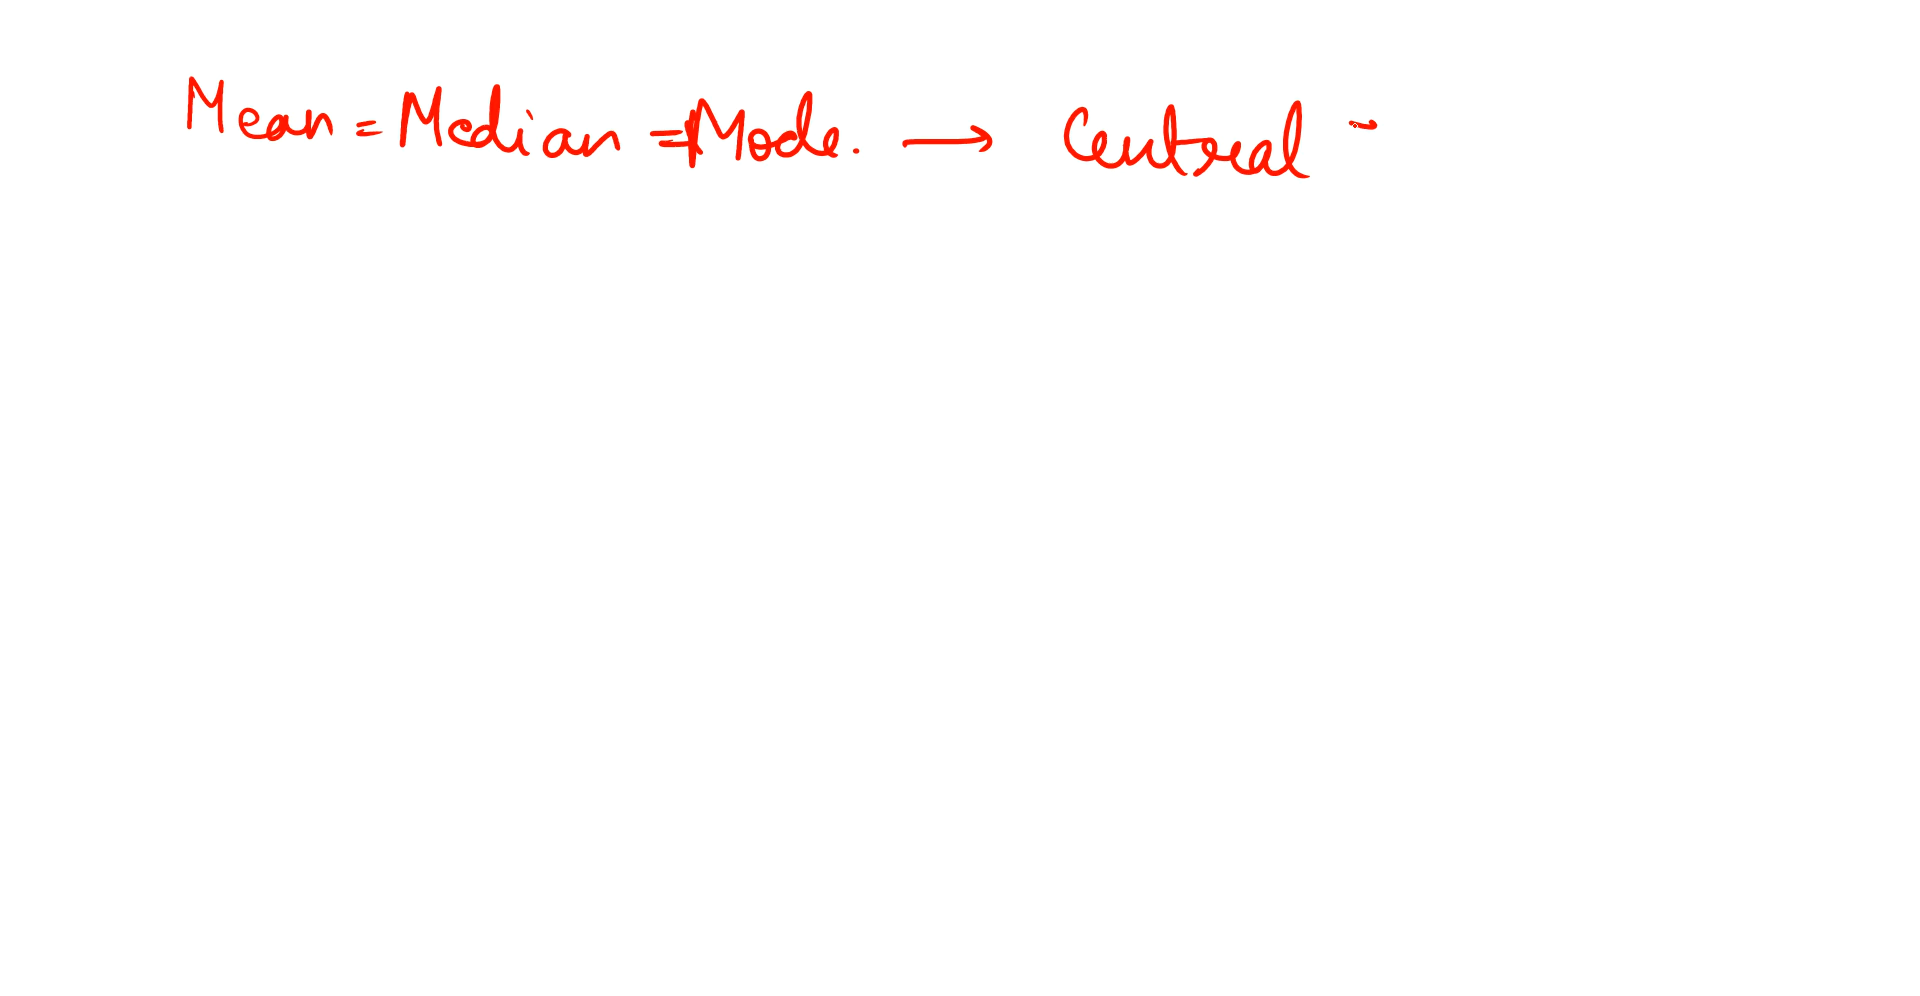 Mean = Median = Mode. → Central -